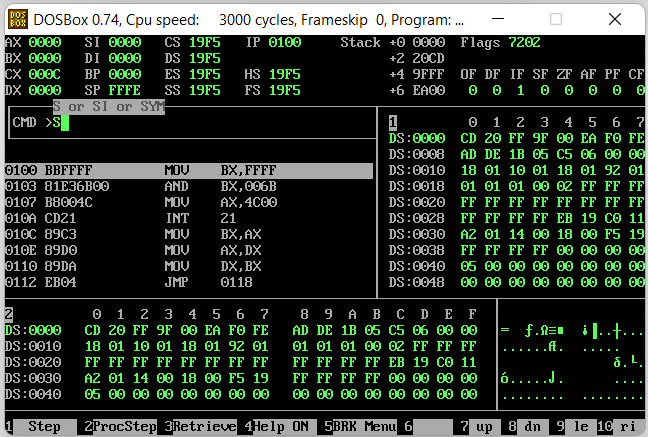 DOSBox 0.74, Cpu speed: 3000 cycles, Frameskip 0, Program: ...
AX 0000 SI 0000 CS 19F5 IP 0100 Stack +0 0000 Flags 7202
BX 0000 DI 0000 DS 19F5 +2 20CD
CX 000C BP 0000 ES 19F5 HS 19F5 +4 9FFF OF DF IF SF ZF AF PF CF
DX 0000 SP FFFE SS 19F5 FS 19F5 +6 EA00 0 0 1 0 0 0 0 0
S or SI or SYM
CMD >S
1 0 1 2 3 4 5 6 7
DS:0000 CD 20 FF 9F 00 EA F0 FE
DS:0008 AD DE 1B 05 C5 06 00 00
0100 BBFFFF MOV BX,FFFF DS:0010 18 01 10 01 18 01 92 01
0103 81E36B00 AND BX,006B DS:0018 01 01 01 00 02 FF FF FF
0107 B8004C MOV AX,4C00 DS:0020 FF FF FF FF FF FF FF FF
010A CD21 INT 21 DS:0028 FF FF FF FF EB 19 C0 11
010C 89C3 MOV BX,AX DS:0030 A2 01 14 00 18 00 F5 19
010E 89D0 MOV AX,DX DS:0038 FF FF FF FF 00 00 00 00
0110 89DA MOV DX,BX DS:0040 05 00 00 00 00 00 00 00
0112 EB04 JMP 0118 DS:0048 00 00 00 00 00 00 00 00
2 0 1 2 3 4 5 6 7 8 9 A B C D E F
DS:0000 CD 20 FF 9F 00 EA F0 FE AD DE 1B 05 C5 06 00 00 = ƒ.Ω≡■ ¡▐..┼...
DS:0010 18 01 10 01 18 01 92 01 01 01 01 00 02 FF FF FF
DS:0020 FF FF FF FF FF FF FF FF FF FF FF FF EB 19 C0 11 δ.└.
DS:0030 A2 01 14 00 18 00 F5 19 FF FF FF FF 00 00 00 00 ó.....⌡.
DS:0040 05 00 00 00 00 00 00 00 00 00 00 00 00 00 00 00
1 Step 2ProcStep 3Retrieve 4Help ON 5BRK Menu 6 7 up 8 dn 9 le 10 ri